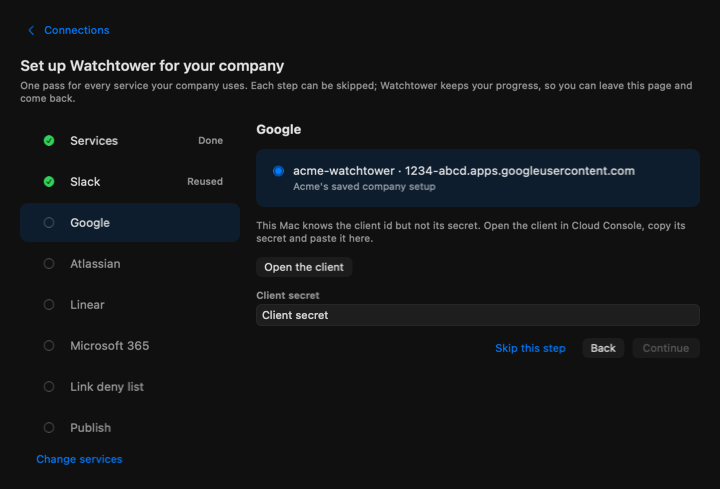 Connections
Set up Watchtower for your company
One pass for every service your company uses. Each step can be skipped; Watchtower keeps your progress, so you can leave this page and
come back.
Services
Done
Slack
Reused
Google
Atlassian
Linear
Microsoft 365
Link deny list
Publish
Change services
Google
acme-watchtower · 1234-abcd.apps.googleusercontent.com
Acme's saved company setup
This Mac knows the client id but not its secret. Open the client in Cloud Console, copy its
secret and paste it here.
Open the client
Client secret
Client secret
Skip this step
Back
Continue